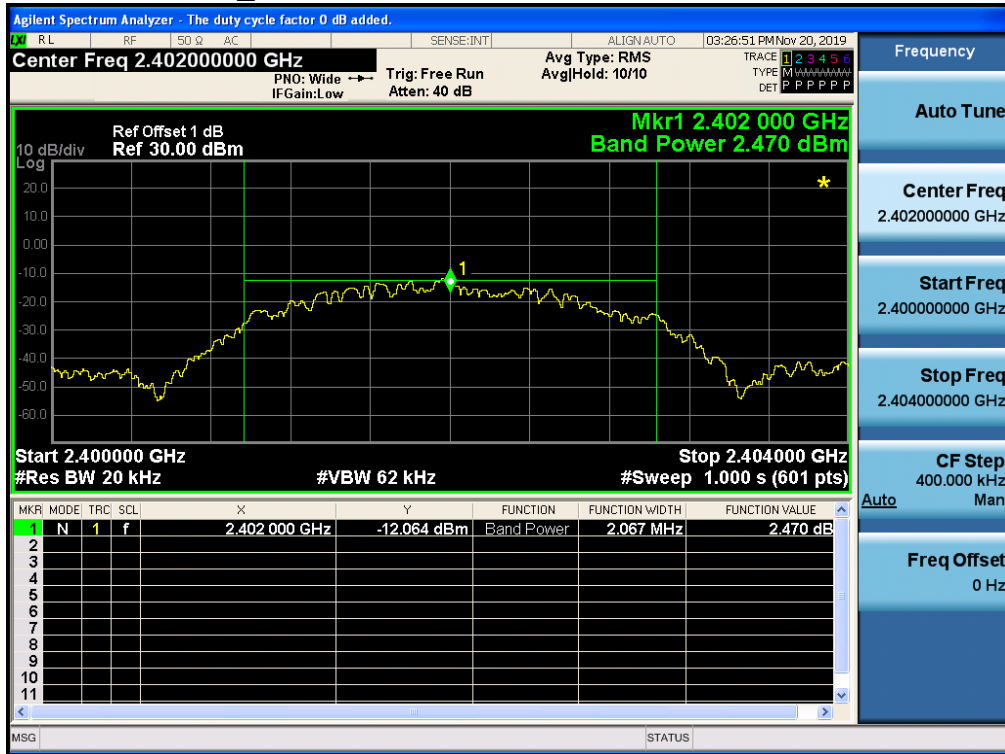 Agilent Spectrum Analyzer - The duty cycle factor 0 dB added.
LXI RL RF 50 Ω AC SENSE:INT ALIGN AUTO 03:26:51 PM Nov 20, 2019
Center Freq 2.402000000 GHz
PNO: Wide
IFGain:Low
Trig: Free Run
Atten: 40 dB
Avg Type: RMS
Avg|Hold: 10/10
TRACE 1 2 3 4 5 6
TYPE M
DET P P P P P P
Ref Offset 1 dB
10 dB/div Ref 30.00 dBm
Log
Mkr1 2.402 000 GHz
Band Power 2.470 dBm
20.0
10.0
0.00
-10.0
-20.0
-30.0
-40.0
-50.0
-60.0
1
*
Start 2.400000 GHz Stop 2.404000 GHz
#Res BW 20 kHz #VBW 62 kHz #Sweep 1.000 s (601 pts)
MKR MODE TRC SCL X Y FUNCTION FUNCTION WIDTH FUNCTION VALUE
1 N 1 f 2.402 000 GHz -12.064 dBm Band Power 2.067 MHz 2.470 dB
2
3
4
5
6
7
8
9
10
11
MSG STATUS
Frequency
Auto Tune
Center Freq
2.402000000 GHz
Start Freq
2.400000000 GHz
Stop Freq
2.404000000 GHz
CF Step
400.000 kHz
Auto Man
Freq Offset
0 Hz